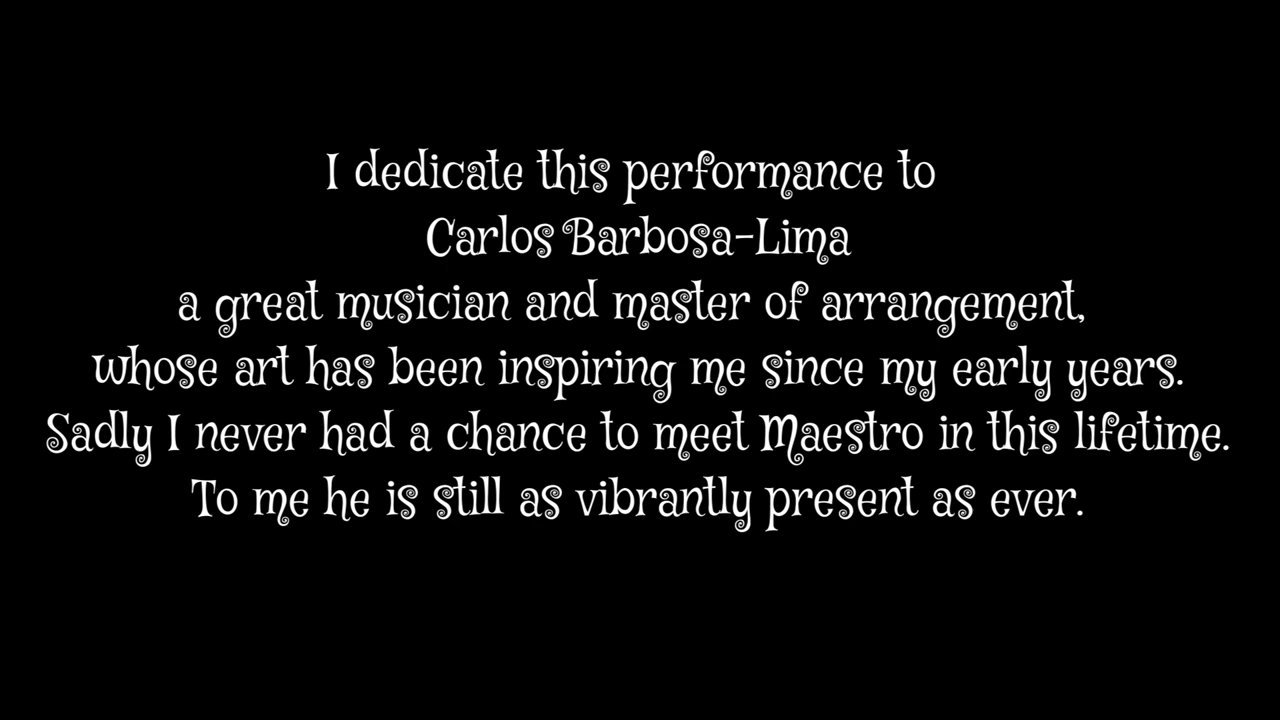 I dedicate this performance to
Carlos Barbosa-Lima
a great musician and master of arrangement,
whose art has been inspiring me since my early years.
Sadly I never had a chance to meet Maestro in this lifetime.
To me he is still as vibrantly present as ever.